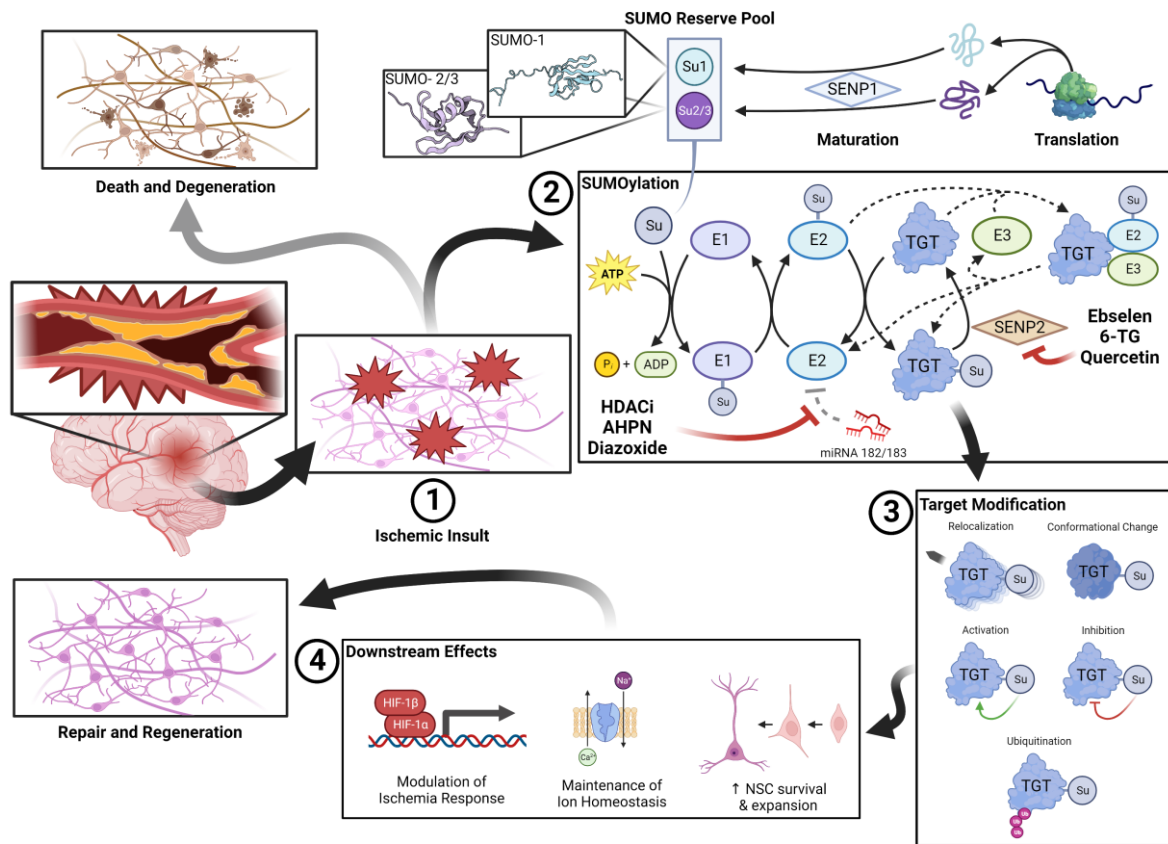 SUMO Reserve Pool
SUMO-1
SUMO- 2/3
Su1
Su2/3
SENP1
Maturation
Translation
Death and Degeneration
2
SUMOylation
Su
E1
Su
E2
TGT
E3
TGT
Su
E2
E3
ATP
Pi + ADP
E1
Su
E2
TGT
Su
SENP2
Ebselen
6-TG
Quercetin
HDACi
AHPN
Diazoxide
miRNA 182/183
1
Ischemic Insult
3
Target Modification
Relocalization
TGT
Su
Conformational Change
TGT
Su
Activation
TGT
Su
Inhibition
TGT
Su
Ubiquitination
TGT
Su
Ub
Ub
Ub
4
Downstream Effects
HIF-1β
HIF-1α
Modulation of
Ischemia Response
Na+
Ca2+
Maintenance of
Ion Homeostasis
↑ NSC survival
& expansion
Repair and Regeneration